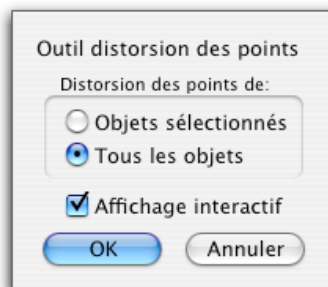 Outil distorsion des points
Distorsion des points de:
Objets sélectionnés
Tous les objets
Affichage interactif
OK
Annuler